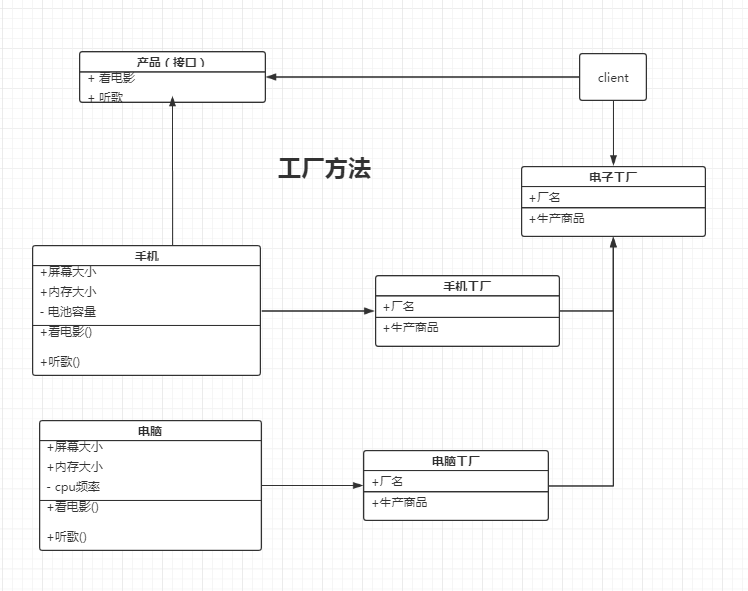 产品（接口）
+ 看电影
+ 听歌
client
工厂方法
电子工厂
+厂名
+生产商品
手机
+屏幕大小
+内存大小
- 电池容量
+看电影()
+听歌()
手机工厂
+厂名
+生产商品
电脑
+屏幕大小
+内存大小
- cpu频率
+看电影()
+听歌()
电脑工厂
+厂名
+生产商品